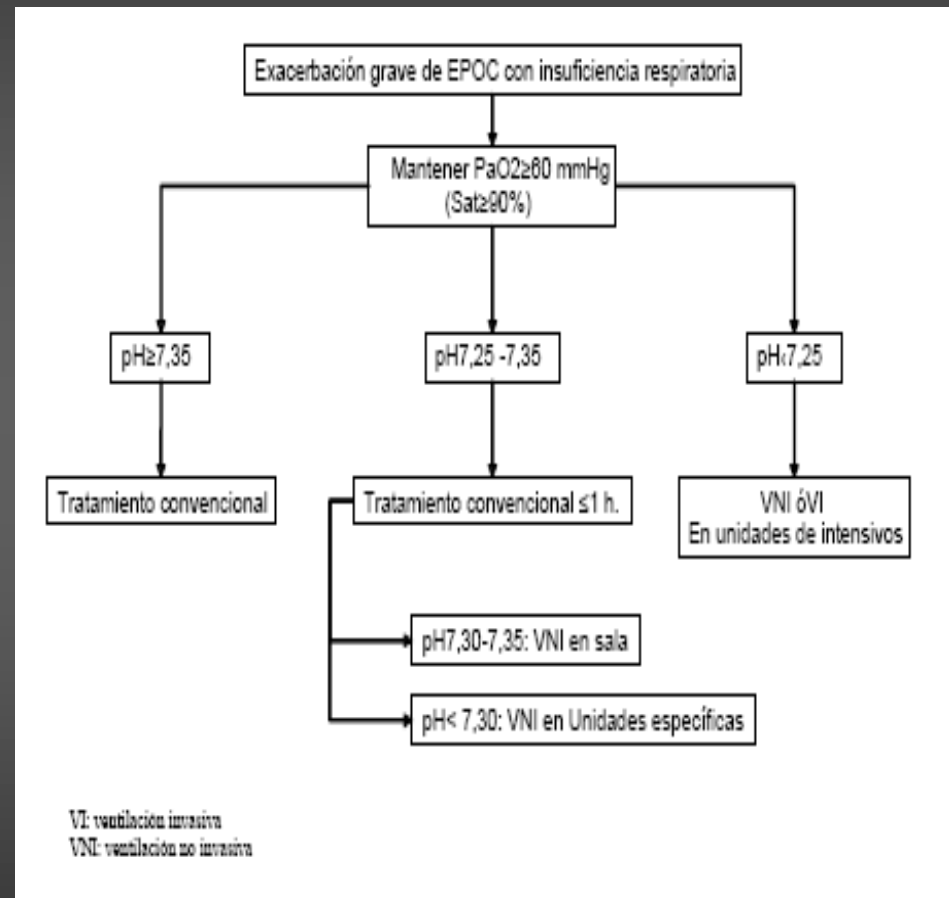 Exacerbación grave de EPOC con insuficiencia respiratoria
Mantener PaO2≥60 mmHg
(Sat≥90%)
pH≥7,35
pH7,25 -7,35
pH<7,25
Tratamiento convencional
Tratamiento convencional ≤1 h.
VNI óVI
En unidades de intensivos
pH7,30-7,35: VNI en sala
pH< 7,30: VNI en Unidades específicas
VI: ventilación invasiva
VNI: ventilación no invasiva